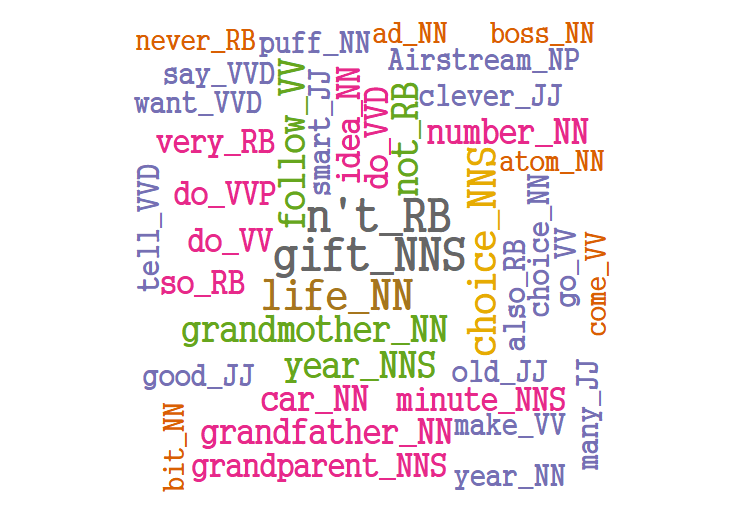 never_RB
puff_NN
ad_NN
boss_NN
Airstream_NP
say_VVD
want_VVD
follow_VV
smart_JJ
idea_NN
do_VVD
not_RB
clever_JJ
very_RB
number_NN
atom_NN
tell_VVD
do_VVP
n't_RB
choice_NNS
choice_NN
do_VV
gift_NNS
also_RB
go_VV
come_VV
so_RB
life_NN
grandmother_NN
year_NNS
good_JJ
old_JJ
many_JJ
car_NN
minute_NNS
bit_NN
grandfather_NN
make_VV
grandparent_NNS
year_NN